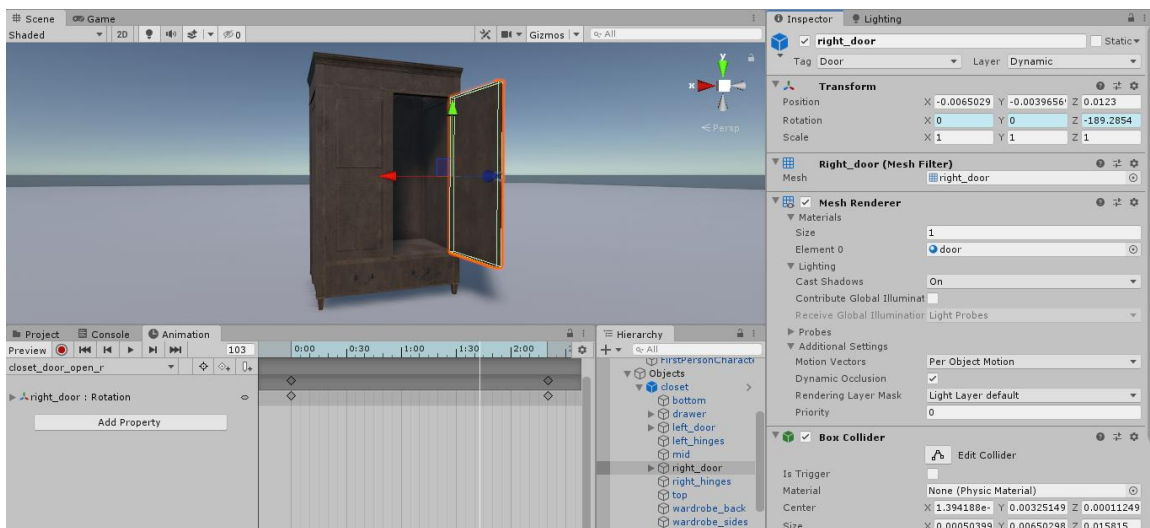 Scene Game
Shaded 2D 0 Gizmos All
y
x
Persp
Project Console Animation
Preview 103 0:00 0:30 1:00 1:30 2:00
closet_door_open_r
right_door : Rotation
Add Property
Hierarchy
All
Objects
closet
bottom
drawer
left_door
left_hinges
mid
right_door
right_hinges
top
wardrobe_back
wardrobe_sides
Inspector Lighting
right_door Static
Tag Door Layer Dynamic
Transform
Position X -0.0065029 Y -0.0039656 Z 0.0123
Rotation X 0 Y 0 Z -189.2854
Scale X 1 Y 1 Z 1
Right_door (Mesh Filter)
Mesh right_door
Mesh Renderer
Materials
Size 1
Element 0 door
Lighting
Cast Shadows On
Contribute Global Illuminat
Receive Global Illumination Light Probes
Probes
Additional Settings
Motion Vectors Per Object Motion
Dynamic Occlusion
Rendering Layer Mask Light Layer default
Priority 0
Box Collider
Edit Collider
Is Trigger
Material None (Physic Material)
Center X 1.394188e- Y 0.00325149 Z 0.00011249
Size X 0.00050399 Y 0.00650298 Z 0.015815